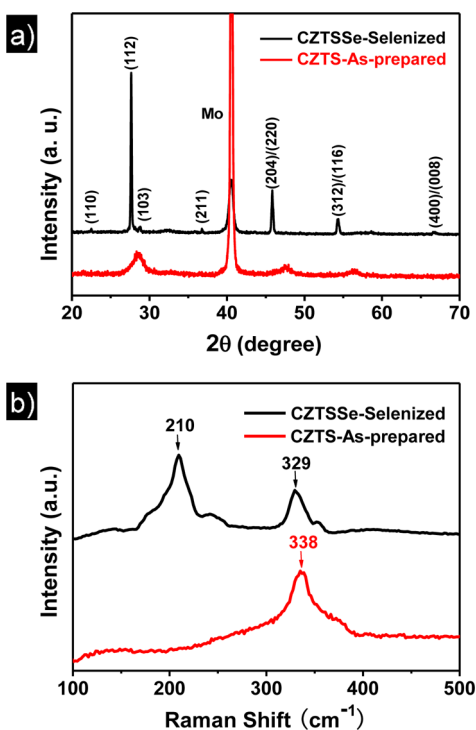 a)
CZTSSe-Selenized
CZTS-As-prepared
(112)
Mo
(110)
(103)
(211)
(204)/(220)
(312)/(116)
(400)/(008)
Intensity (a. u.)
20 30 40 50 60 70
2θ (degree)
b)
CZTSSe-Selenized
CZTS-As-prepared
210
329
338
Intensity (a.u.)
100 200 300 400 500
Raman Shift (cm⁻¹)